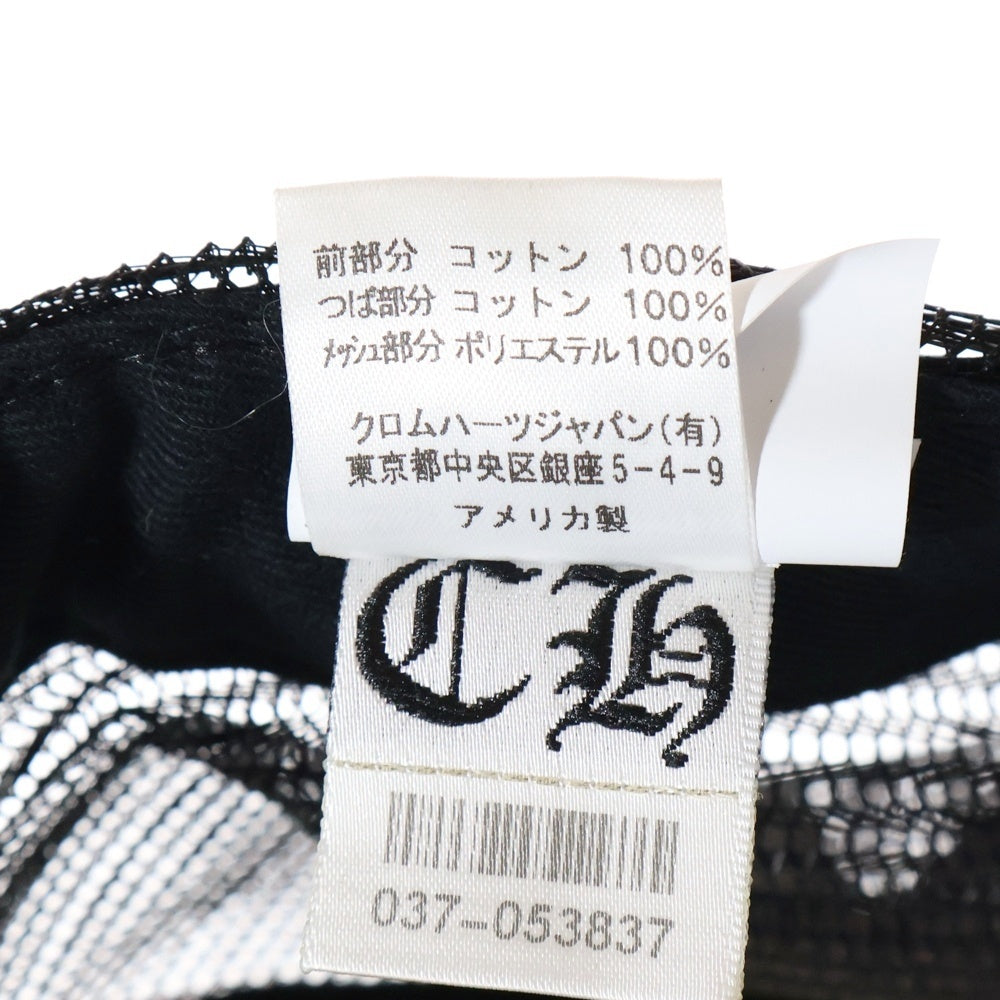 前部分 コットン 100%
つば部分 コットン 100%
メッシュ部分 ポリエステル 100%
クロムハーツジャパン(有)
東京都中央区銀座5-4-9
アメリカ製
CH
037-053837